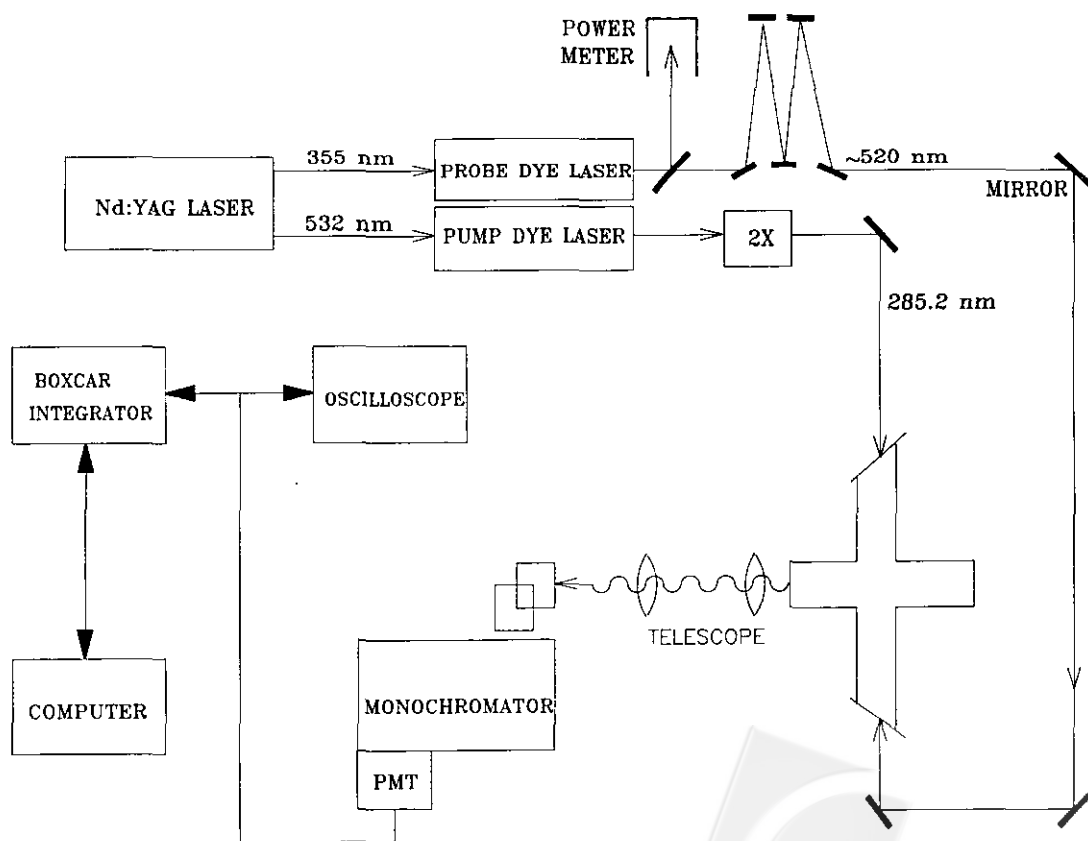 POWER
METER
355 nm
PROBE DYE LASER
~520 nm
MIRROR
Nd:YAG LASER
532 nm
PUMP DYE LASER
2X
285.2 nm
BOXCAR
INTEGRATOR
OSCILLOSCOPE
TELESCOPE
COMPUTER
MONOCHROMATOR
PMT